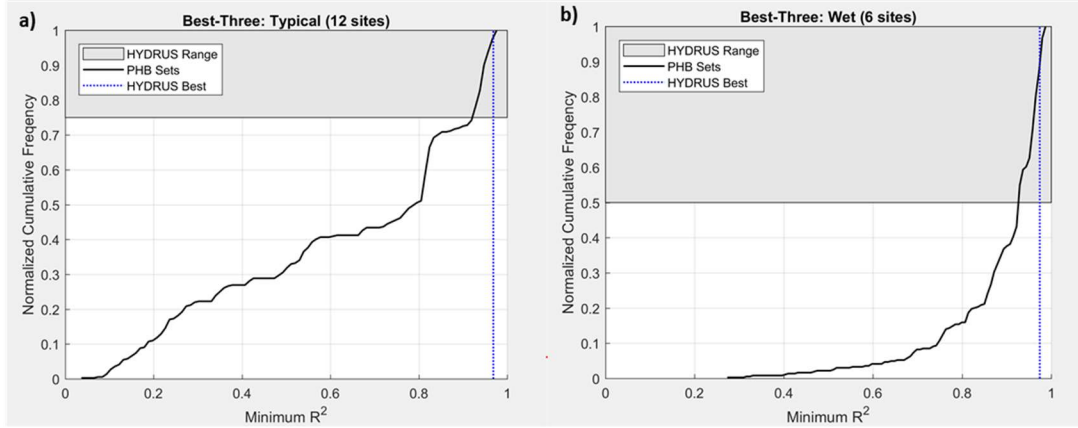 a)
Best-Three: Typical (12 sites)
HYDRUS Range
PHB Sets
HYDRUS Best
Normalized Cumulative Freqency
1
0.9
0.8
0.7
0.6
0.5
0.4
0.3
0.2
0.1
0
0 0.2 0.4 0.6 0.8 1
Minimum R²
b)
Best-Three: Wet (6 sites)
HYDRUS Range
PHB Sets
HYDRUS Best
Normalized Cumulative Freqency
1
0.9
0.8
0.7
0.6
0.5
0.4
0.3
0.2
0.1
0
0 0.2 0.4 0.6 0.8 1
Minimum R²